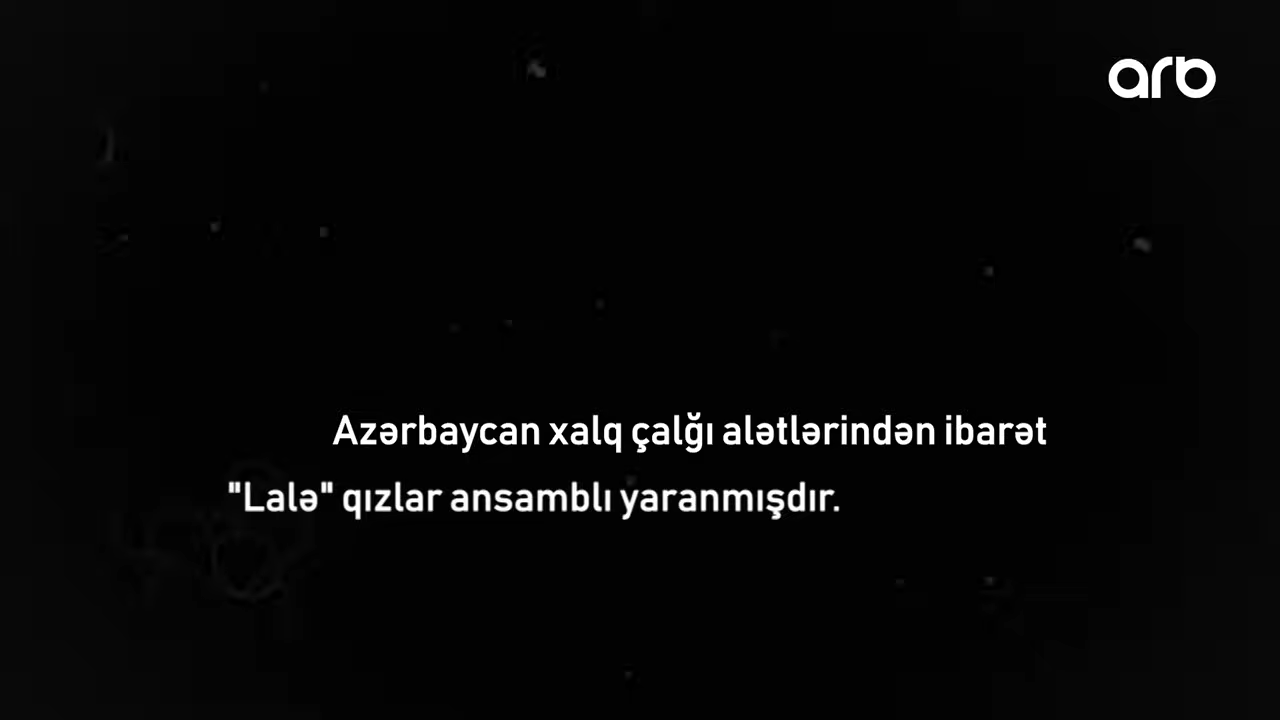 arb
Azərbaycan xalq çalğı alətlərindən ibarət
"Lalə" qızlar ansamblı yaranmışdır.